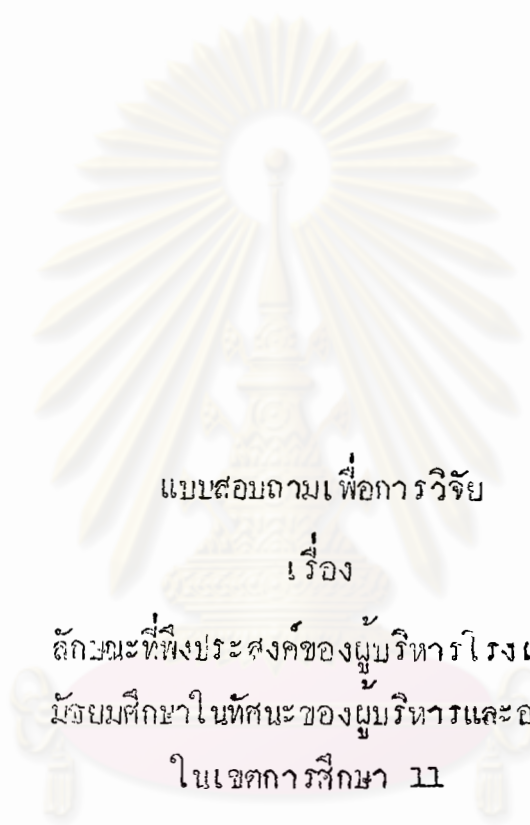 แบบสอบถามเพื่อการวิจัย
เรื่อง
ลักษณะที่พึงประสงค์ของผู้บริหาร
มัธยมศึกษาในทัศนะของผู้บริหารและ
ในเขตการศึกษา 11